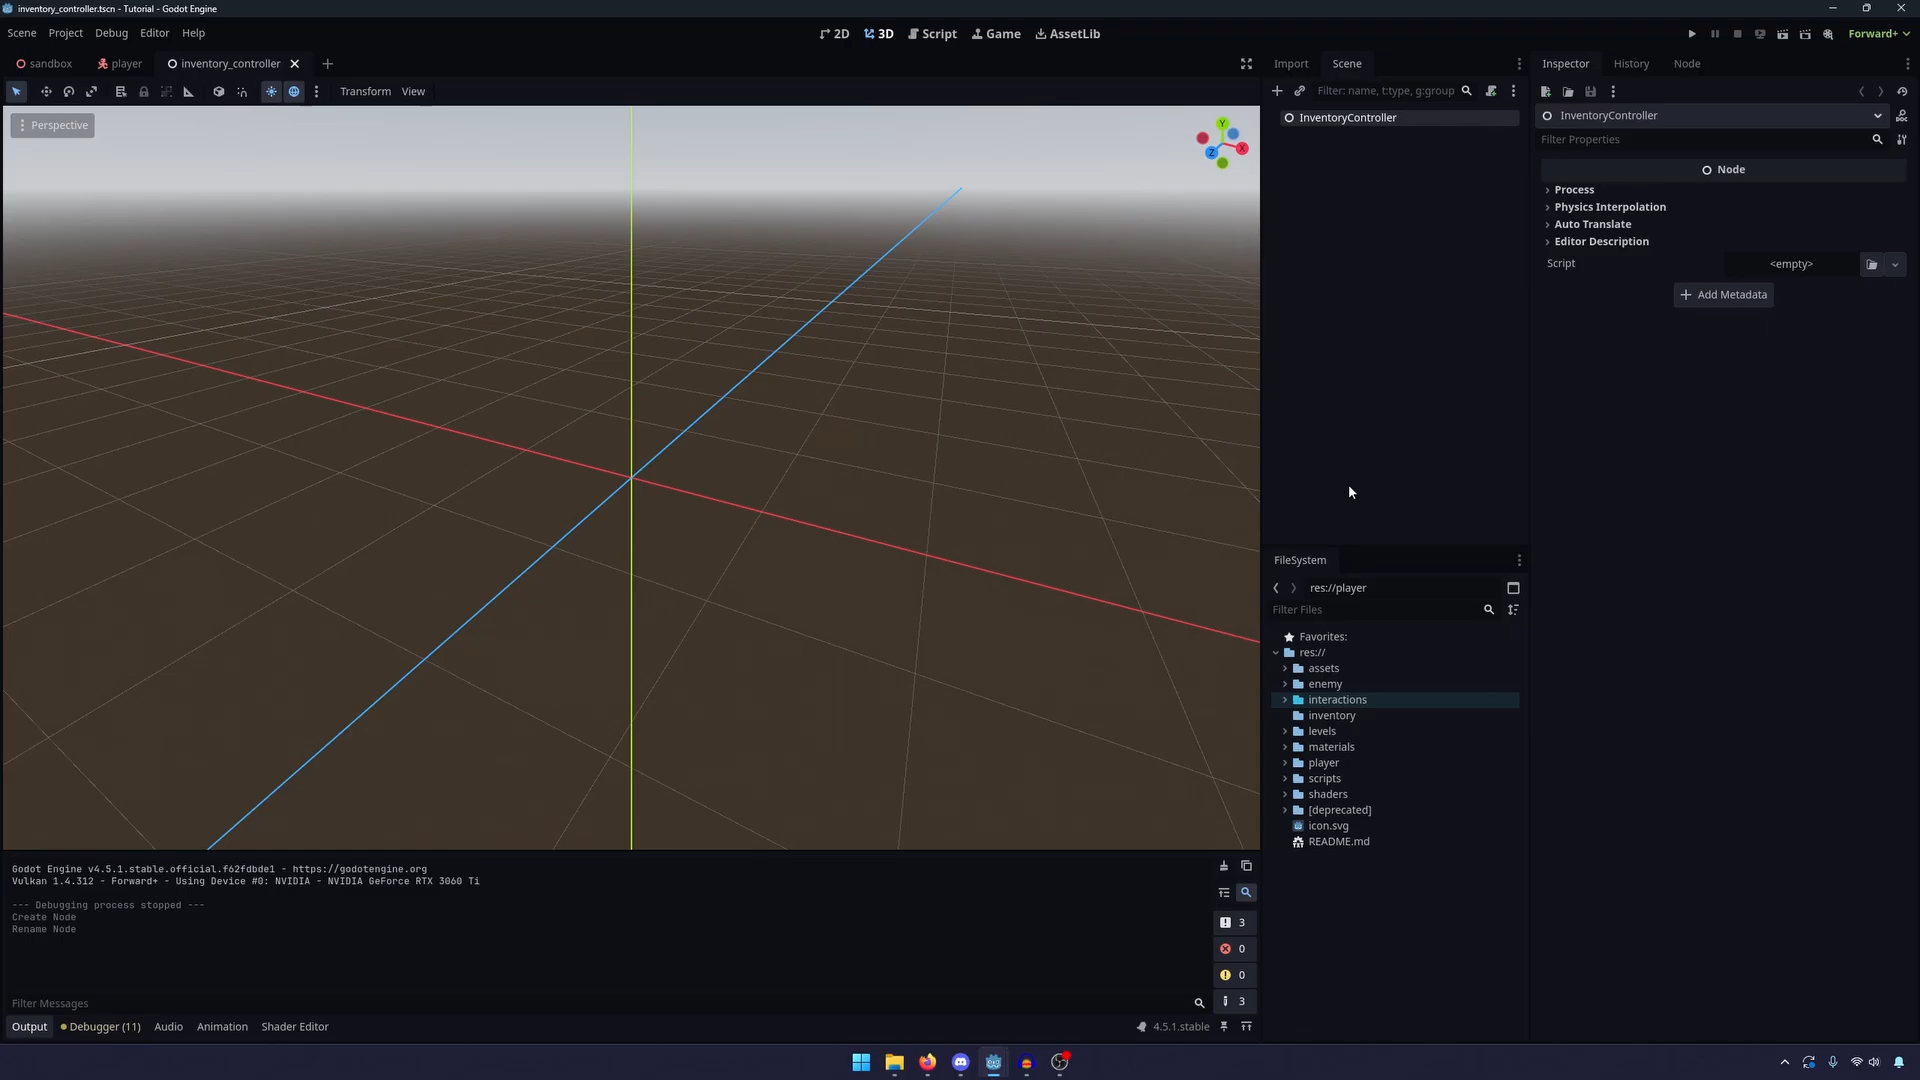 inventory_controller.tscn - Tutorial - Godot Engine
Scene Project Debug Editor Help
2D 3D Script Game AssetLib
Forward+
sandbox player inventory_controller
Import Scene
Inspector History Node
Transform View
Filter: name, t:type, g:group
Perspective
Y
X
Z
InventoryController
InventoryController
DOC
Filter Properties
Node
Process
Physics Interpolation
Auto Translate
Editor Description
Script <empty>
Add Metadata
FileSystem
res://player
Filter Files
Favorites:
res://
assets
enemy
interactions
inventory
levels
materials
player
scripts
shaders
[deprecated]
icon.svg
README.md
Godot Engine v4.5.1.stable.official.f62fdbde1 - https://godotengine.org
Vulkan 1.4.312 - Forward+ - Using Device #0: NVIDIA - NVIDIA GeForce RTX 3060 Ti
--- Debugging process stopped ---
Create Node
Rename Node
3
0
0
3
Filter Messages
Output Debugger (11) Audio Animation Shader Editor
4.5.1.stable